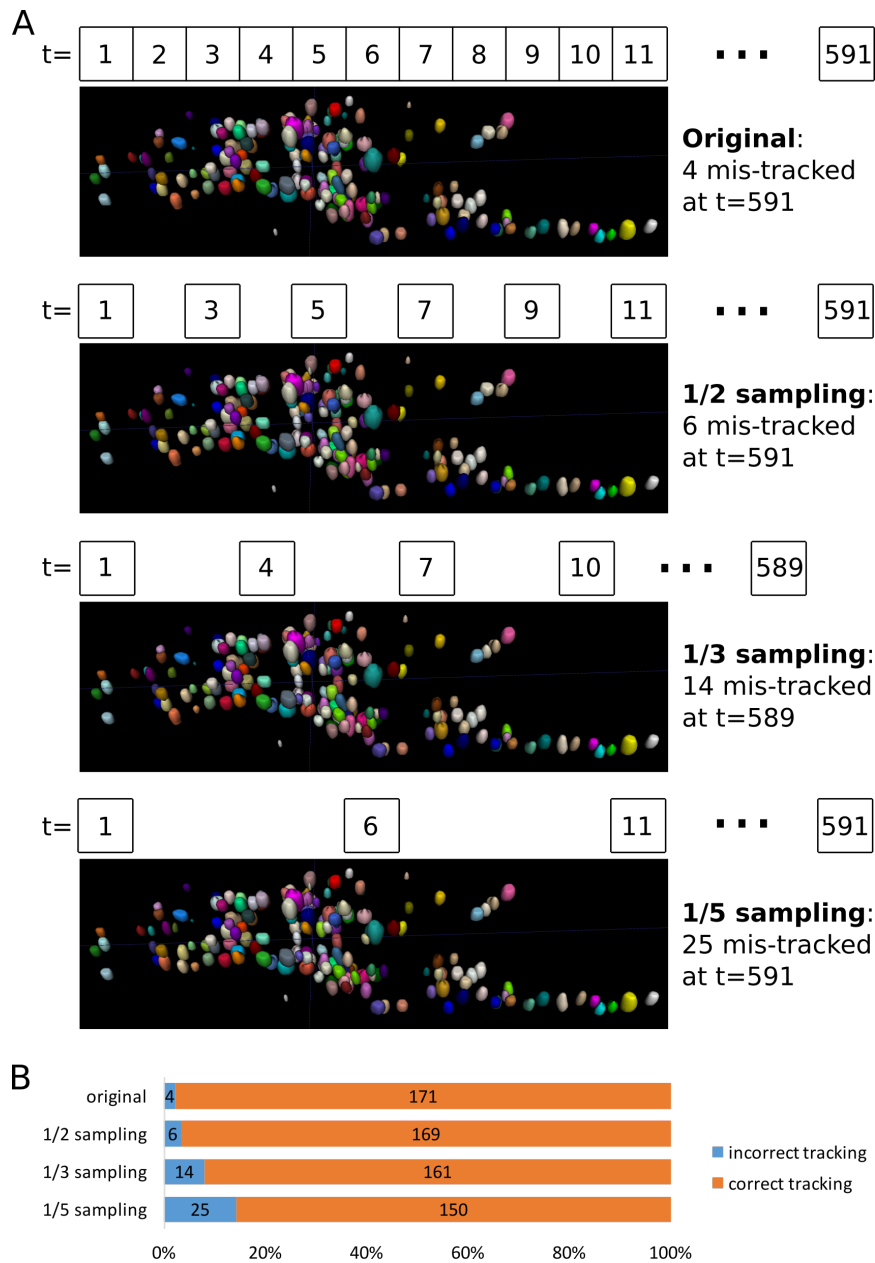 A
t= 1 2 3 4 5 6 7 8 9 10 11 ... 591
Original:
4 mis-tracked
at t=591
t= 1 3 5 7 9 11 ... 591
1/2 sampling:
6 mis-tracked
at t=591
t= 1 4 7 10 ... 589
1/3 sampling:
14 mis-tracked
at t=589
t= 1 6 11 ... 591
1/5 sampling:
25 mis-tracked
at t=591
B
original 4 171
1/2 sampling 6 169
1/3 sampling 14 161
1/5 sampling 25 150
incorrect tracking
correct tracking
0% 20% 40% 60% 80% 100%